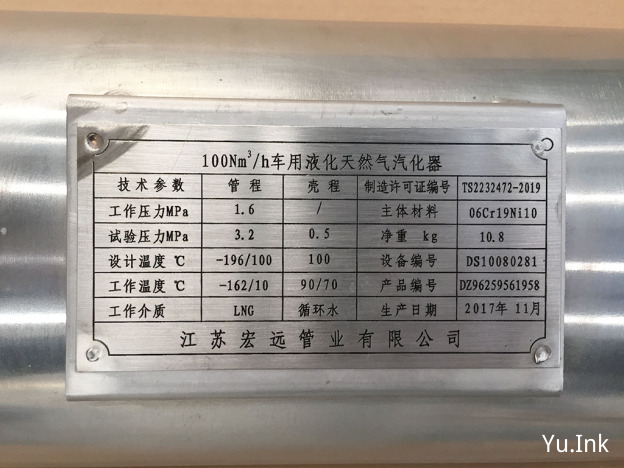 100Nm³/h车用液化天然气汽化器
技术参数 管程 壳程 制造许可证编号 TS2232472-2019
工作压力MPa 1.6 / 主体材料 06Cr19Ni10
试验压力MPa 3.2 0.5 净重 kg 10.8
设计温度℃ -196/100 100 设备编号 DS10080281
工作温度℃ -162/10 90/70 产品编号 DZ96259561958
工作介质 LNG 循环水 生产日期 2017年 11月
江苏宏远管业有限公司
Yu.Ink